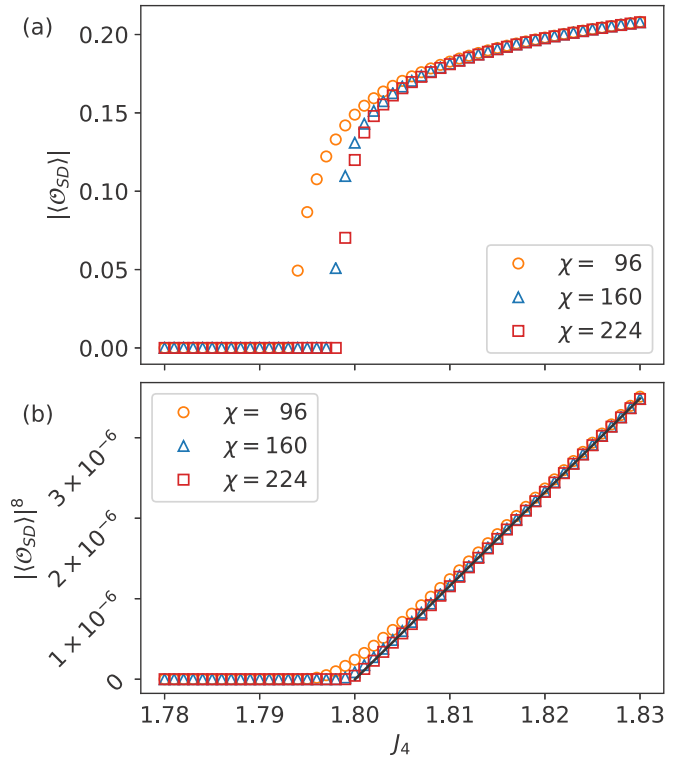 (a)
0.20
0.15
0.10
0.05
0.00
|⟨𝒪_SD⟩|
χ = 96
χ = 160
χ = 224
(b)
3 × 10⁻⁶
2 × 10⁻⁶
1 × 10⁻⁶
0
|⟨𝒪_SD⟩|⁸
χ = 96
χ = 160
χ = 224
1.78 1.79 1.80 1.81 1.82 1.83
J₄